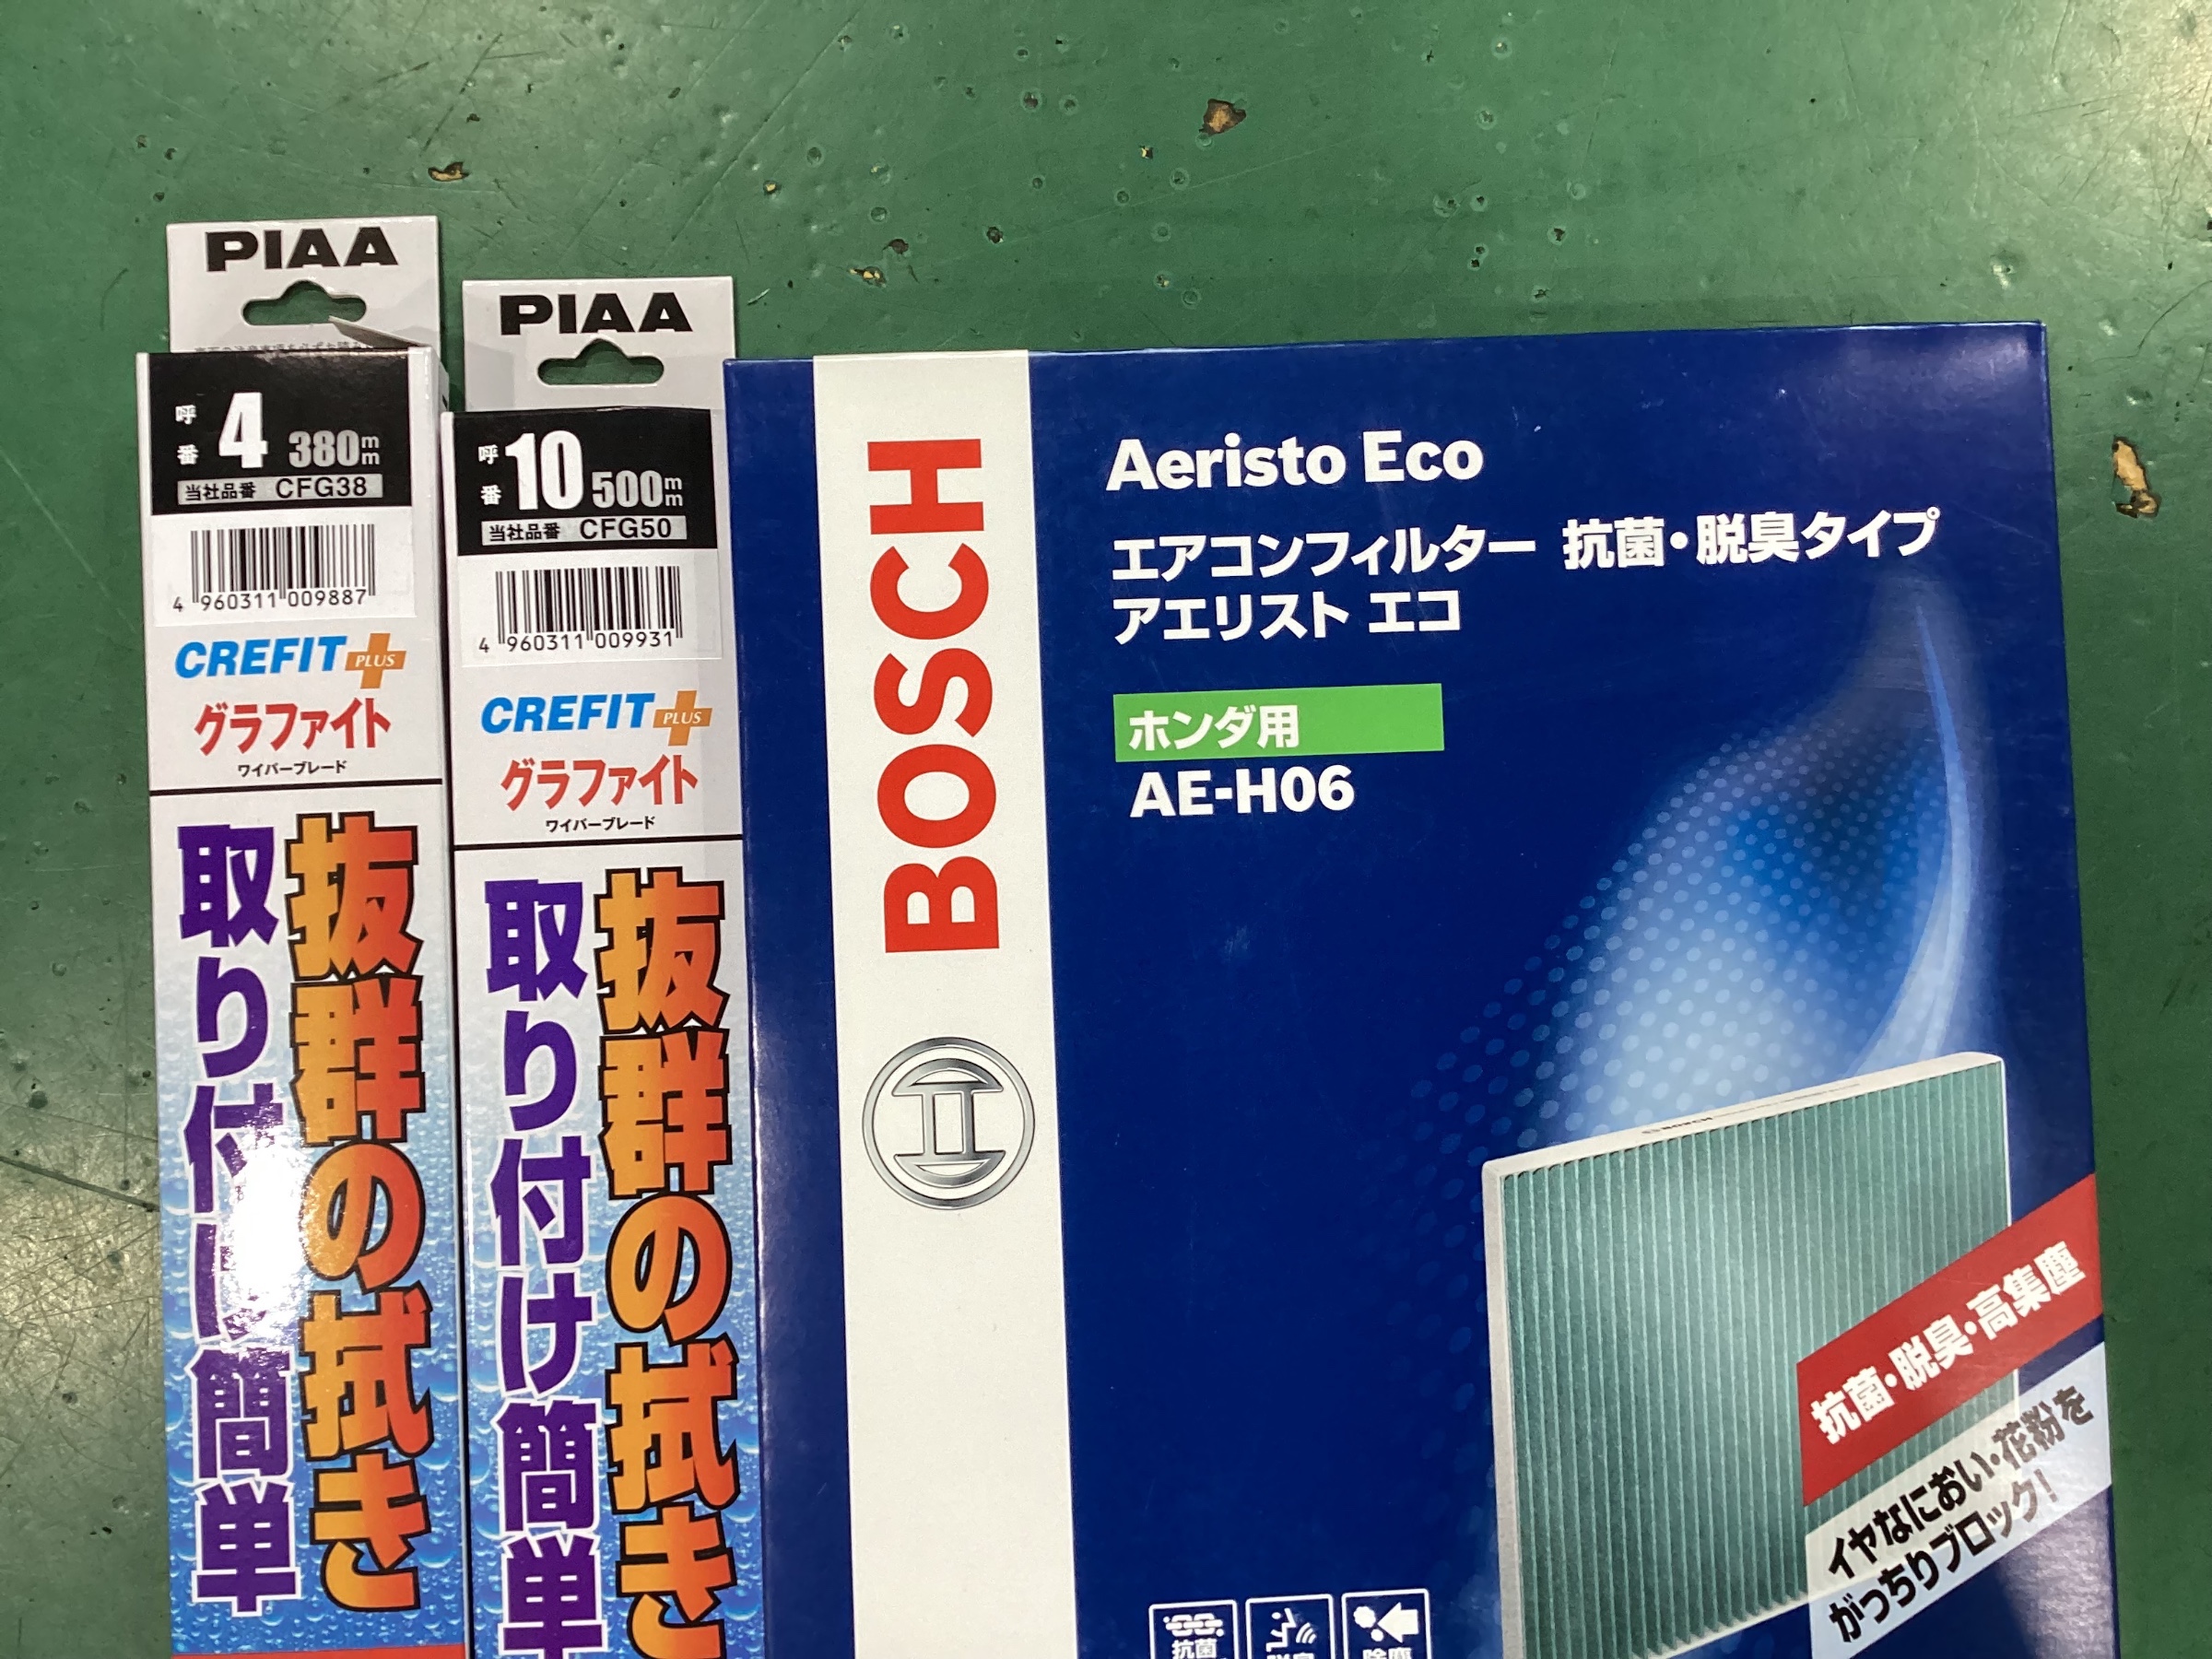 PIAA
呼番 4 380mm
当社品番 CFG38
4 960311 009887
CREFIT PLUS
グラファイト
ワイパーブレード
抜群の拭き
取り付け簡単
PIAA
呼番 10 500mm
当社品番 CFG50
4 960311 009931
CREFIT PLUS
グラファイト
ワイパーブレード
抜群の拭き
取り付け簡単
BOSCH
Aeristo Eco
エアコンフィルター 抗菌・脱臭タイプ
アエリスト エコ
ホンダ用
AE-H06
BOSCH
抗菌・脱臭・高集塵
イヤなにおい・花粉を
がっちりブロック!
抗菌